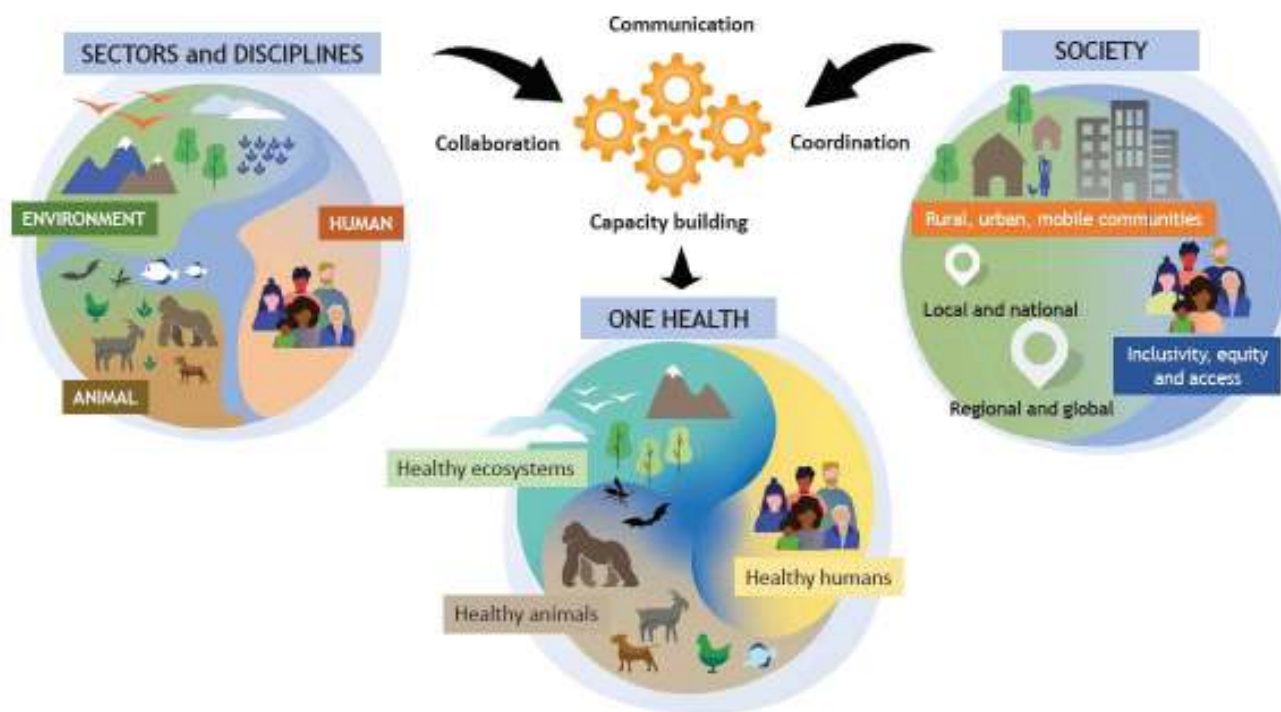 Communication
SECTORS and DISCIPLINES
SOCIETY
Collaboration
Coordination
ENVIRONMENT
HUMAN
Capacity building
Rural, urban, mobile communities
Local and national
ONE HEALTH
Inclusivity, equity
and access
ANIMAL
Regional and global
Healthy ecosystems
Healthy humans
Healthy animals